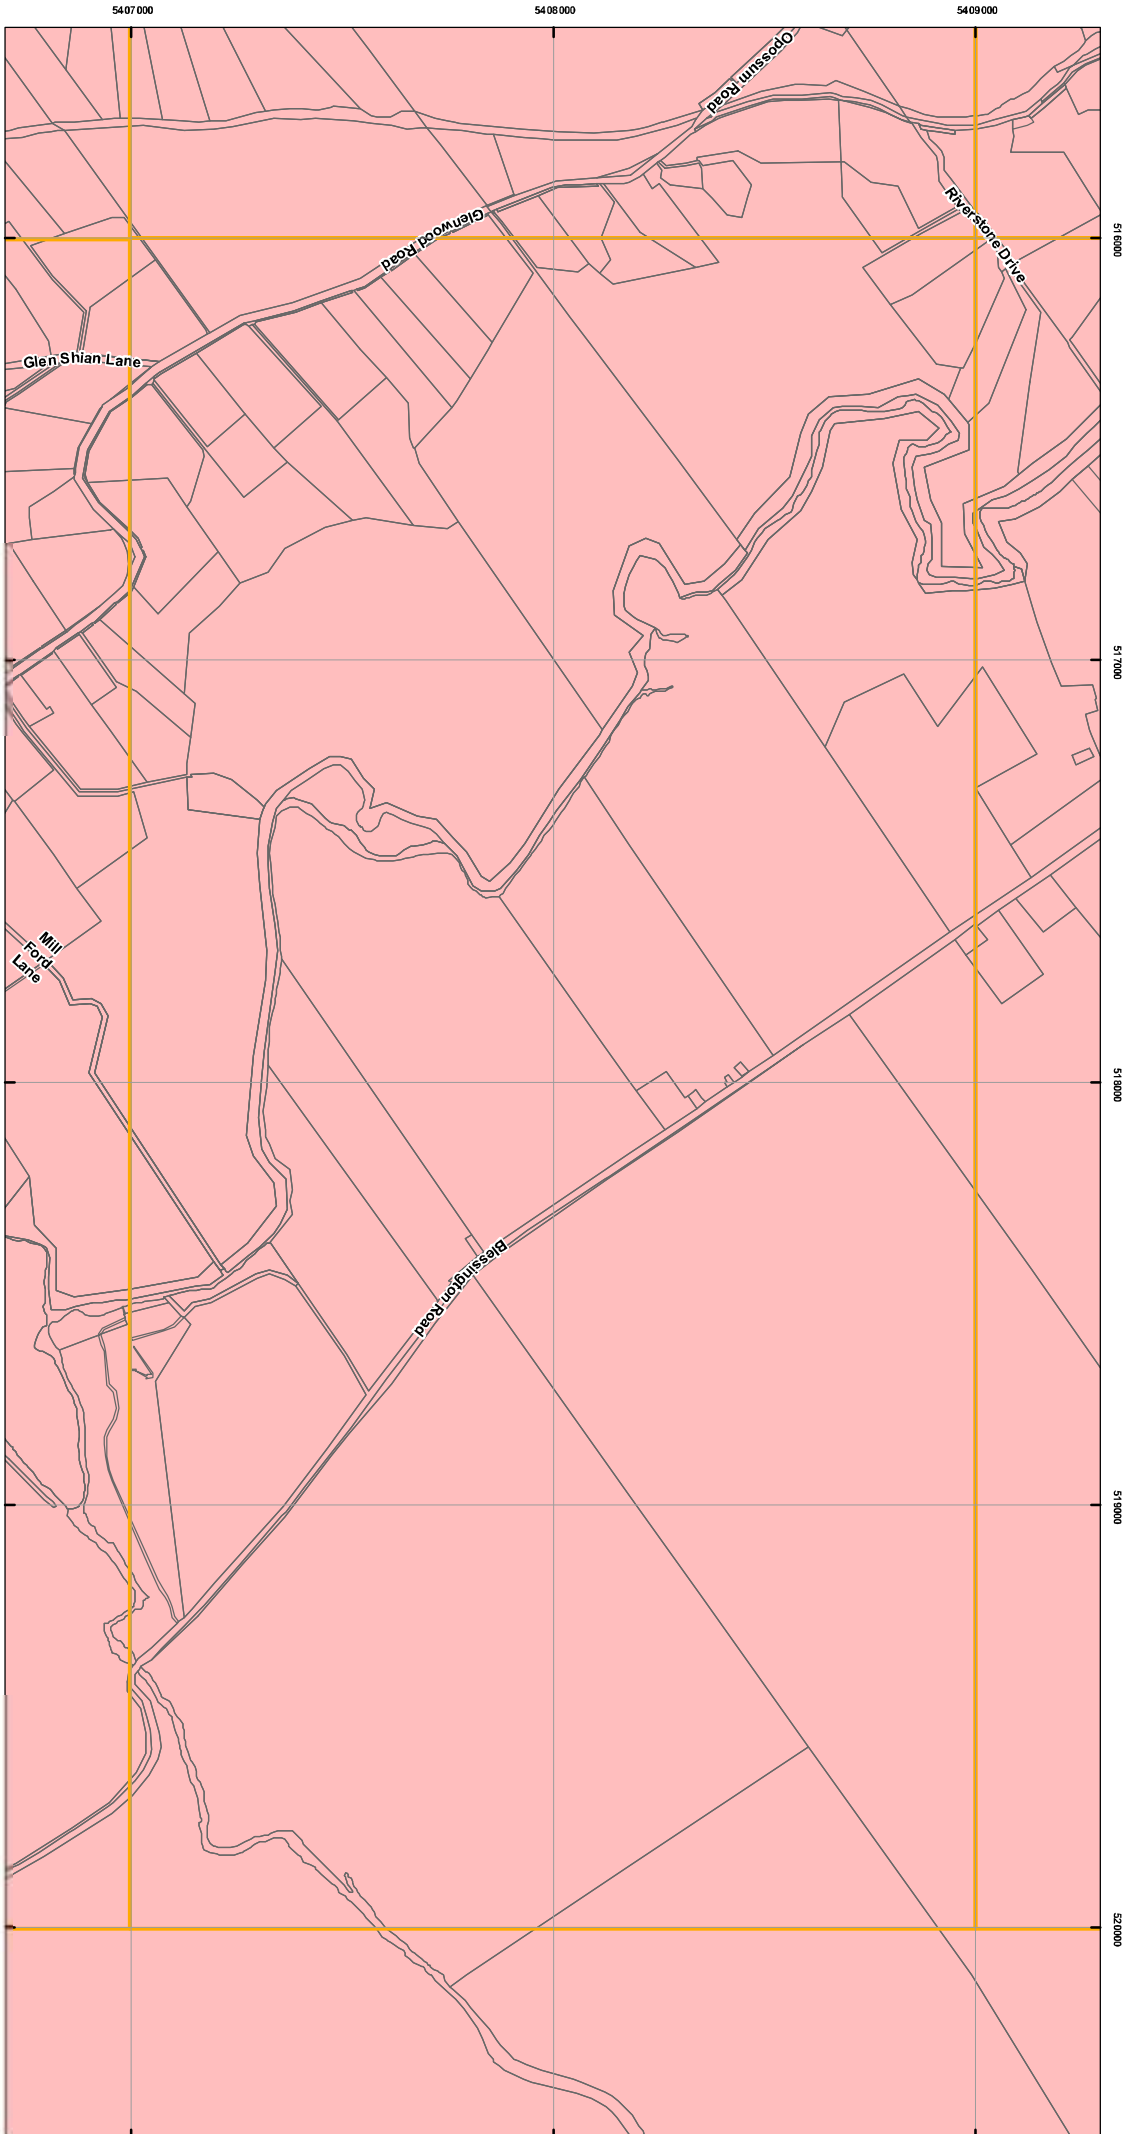 5407000
5408000
5409000
Opossum Road
Riverstone Drive
Glenwood Road
516000
Glen Shian Lane
517000
Mill
Ford
Lane
518000
Blessington Road
519000
520000